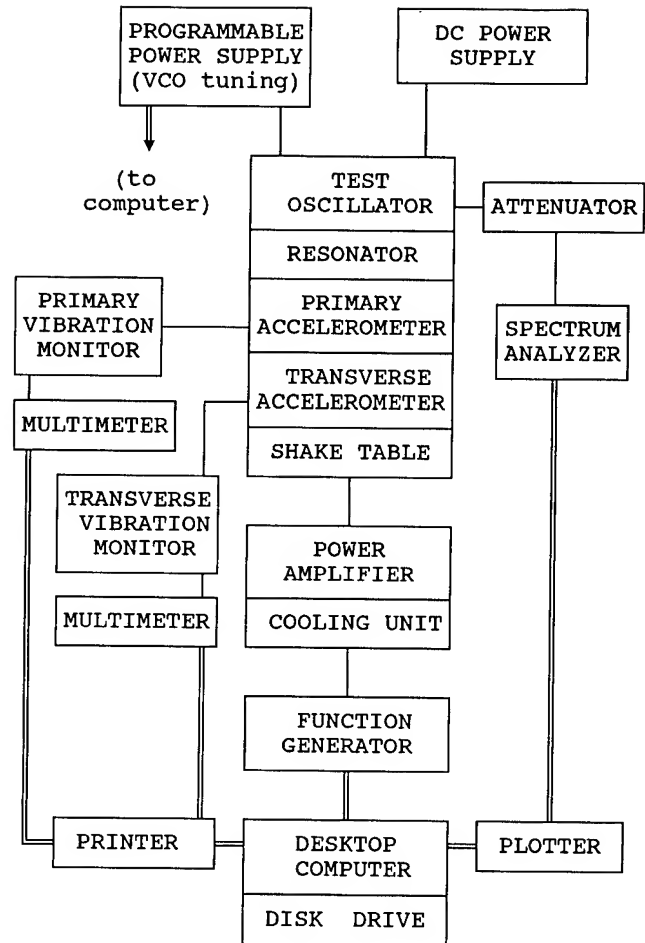 PROGRAMMABLE
POWER SUPPLY
(VCO tuning)
DC POWER
SUPPLY
(to
computer)
TEST
OSCILLATOR
ATTENUATOR
RESONATOR
PRIMARY
VIBRATION
MONITOR
PRIMARY
ACCELEROMETER
SPECTRUM
ANALYZER
TRANSVERSE
ACCELEROMETER
MULTIMETER
SHAKE TABLE
TRANSVERSE
VIBRATION
MONITOR
POWER
AMPLIFIER
MULTIMETER
COOLING UNIT
FUNCTION
GENERATOR
PRINTER
DESKTOP
COMPUTER
PLOTTER
DISK DRIVE